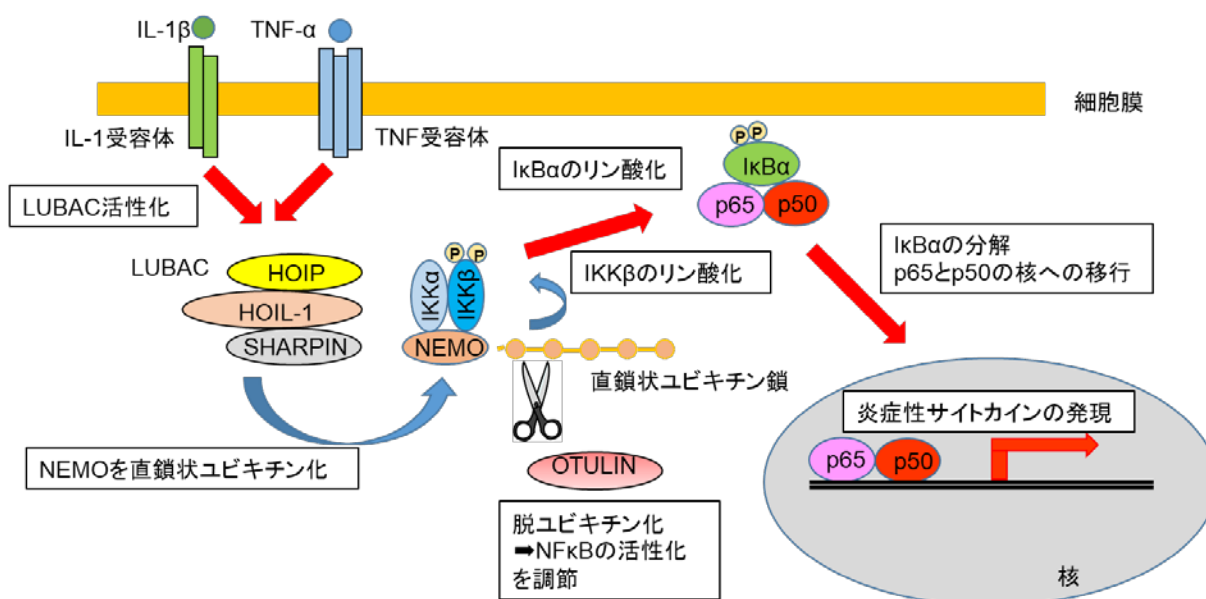 IL-1β
TNF-α
細胞膜
IL-1受容体
TNF受容体
LUBAC活性化
IκBαのリン酸化
P P
IκBα
p65 p50
IκBαの分解
p65とp50の核への移行
LUBAC
HOIP
HOIL-1
SHARPIN
P P
IKKα
IKKβ
NEMO
IKKβのリン酸化
直鎖状ユビキチン鎖
NEMOを直鎖状ユビキチン化
OTULIN
脱ユビキチン化
➡NFκBの活性化
を調節
炎症性サイトカインの発現
p65 p50
核